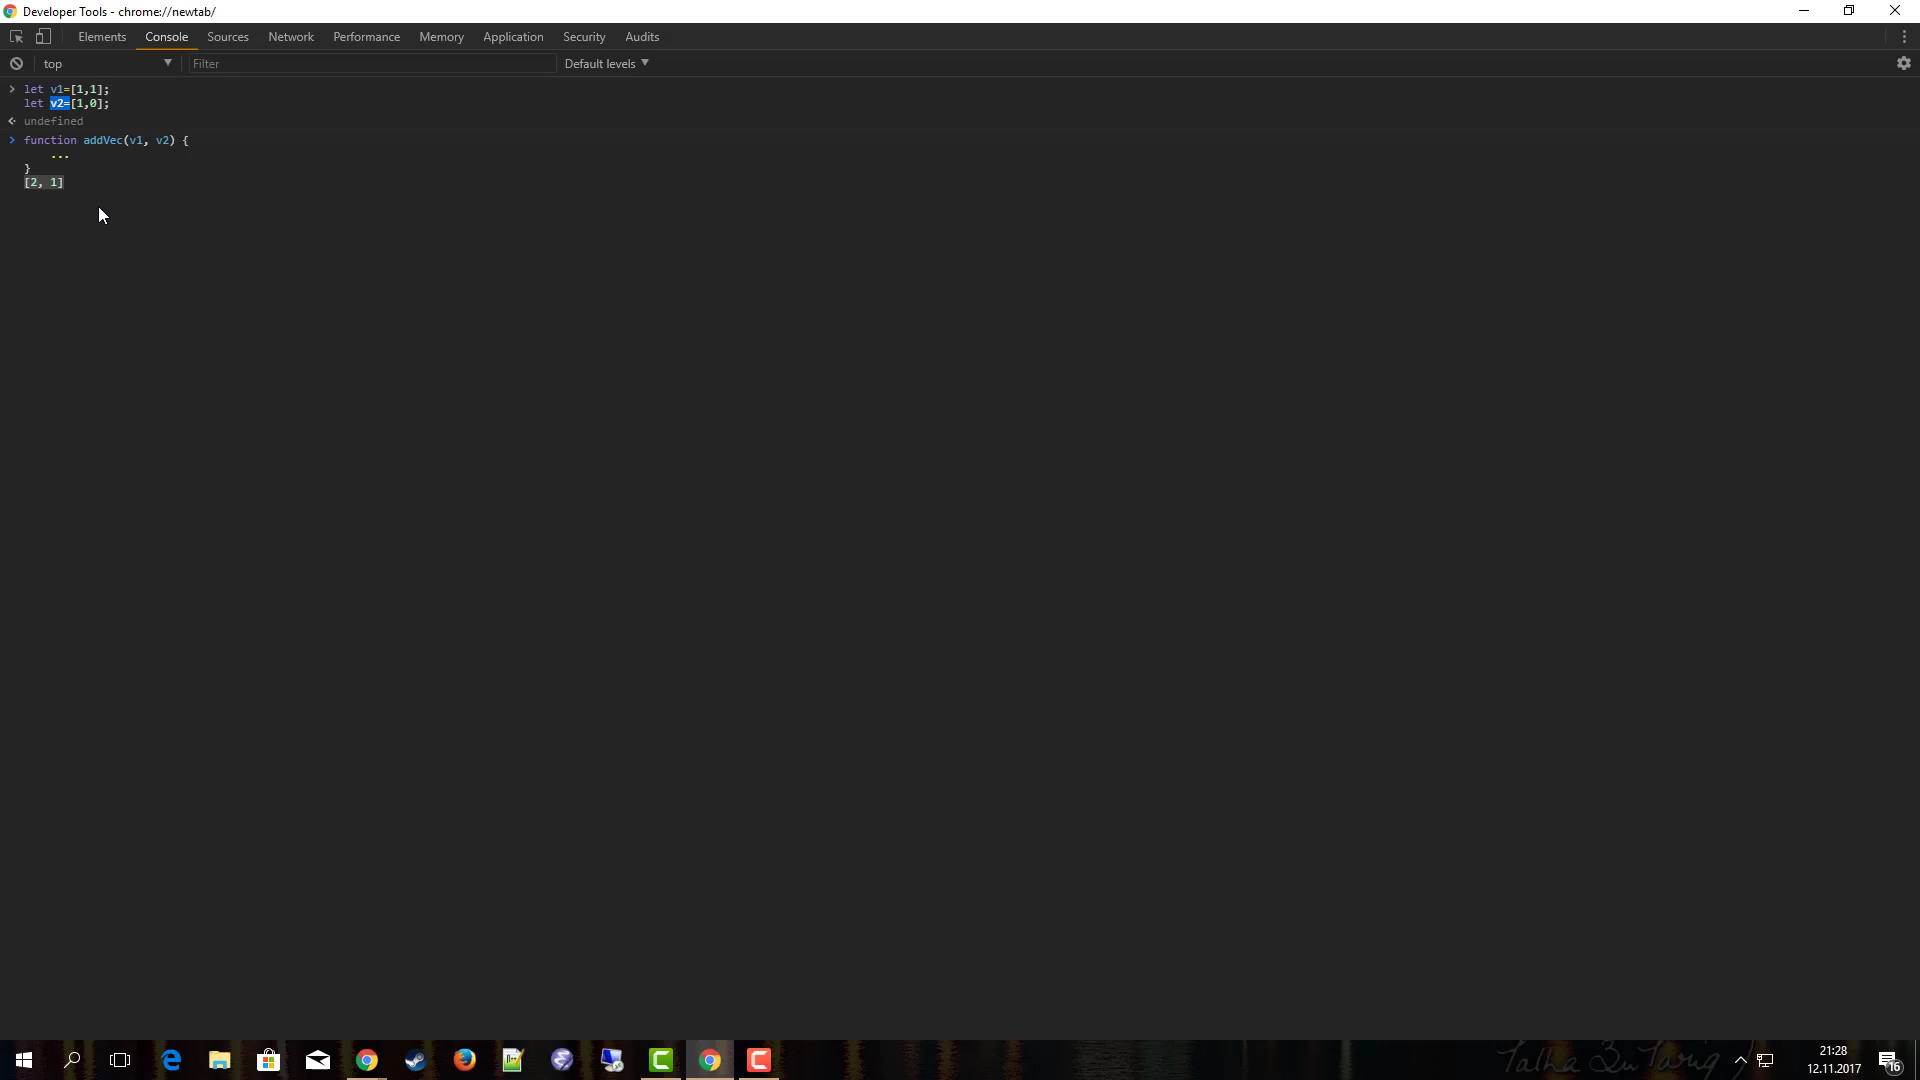 Developer Tools - chrome://newtab/
Elements Console Sources Network Performance Memory Application Security Audits
top Filter Default levels
let v1=[1,1];
let v2=[1,0];
undefined
function addVec(v1, v2) {
...
}
[2, 1]
21:28
12.11.2017
16